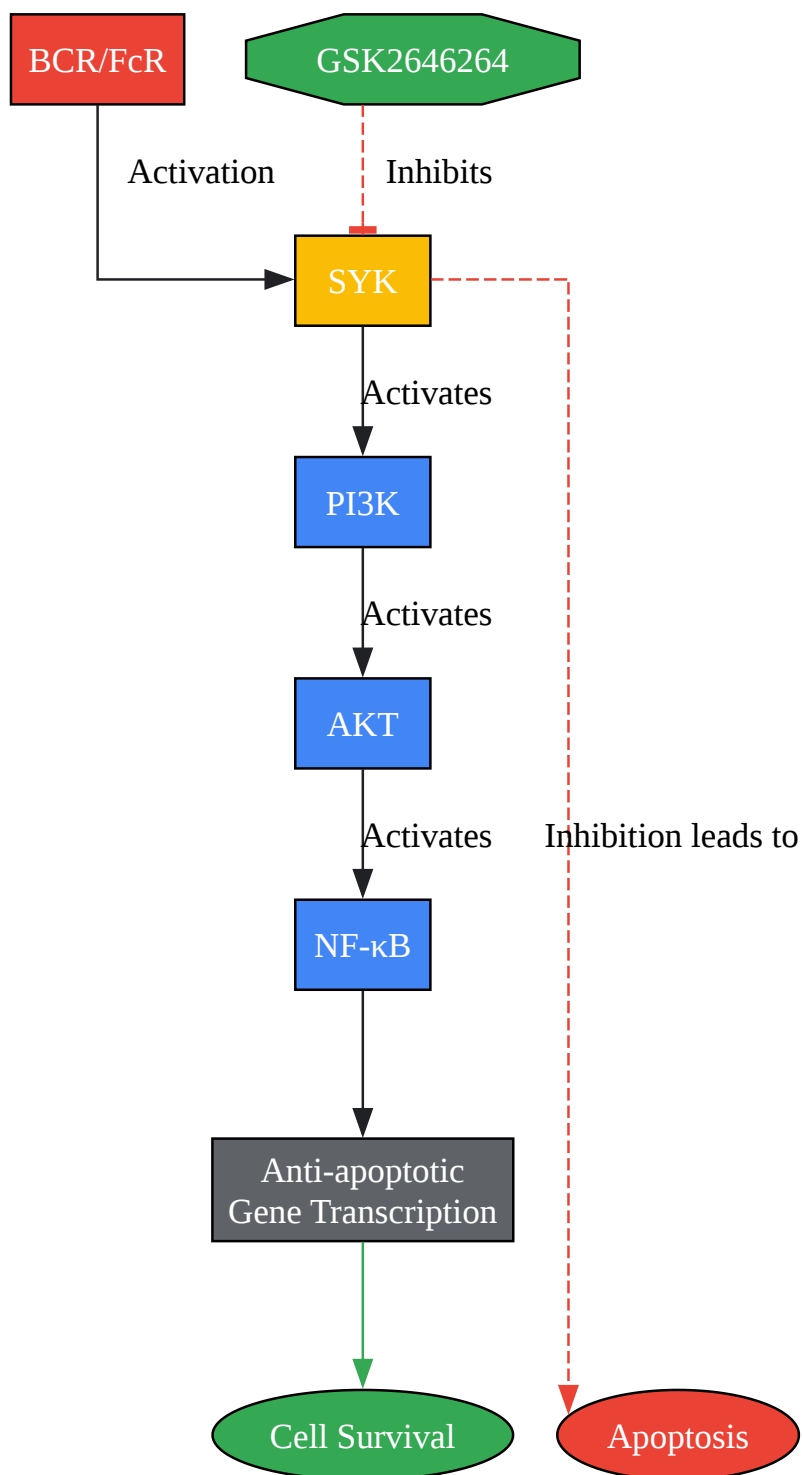 BCR/FcR
GSK2646264
Activation
Inhibits
SYK
Activates
PI3K
Activates
AKT
Activates
Inhibition leads to
NF-κB
Anti-apoptotic
Gene Transcription
Cell Survival
Apoptosis